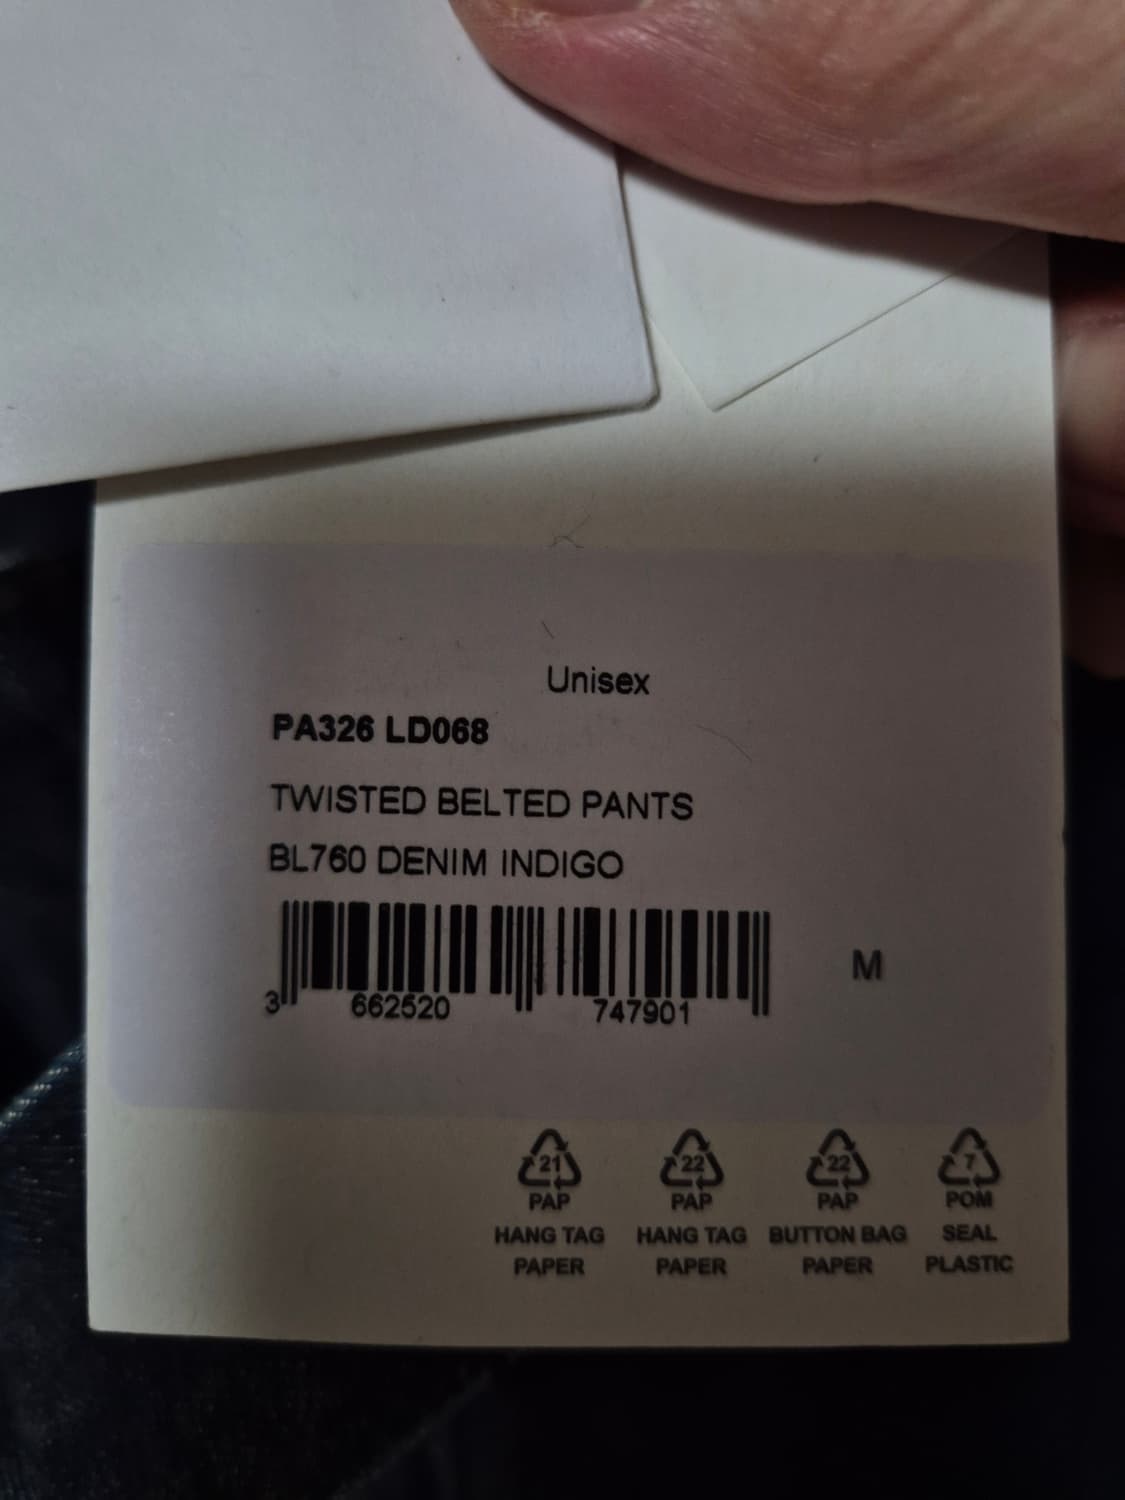 Unisex
PA326 LD068
TWISTED BELTED PANTS
BL760 DENIM INDIGO
3 662520 747901
M
21 22 22 7
PAP PAP PAP POM
HANG TAG HANG TAG BUTTON BAG SEAL
PAPER PAPER PAPER PLASTIC